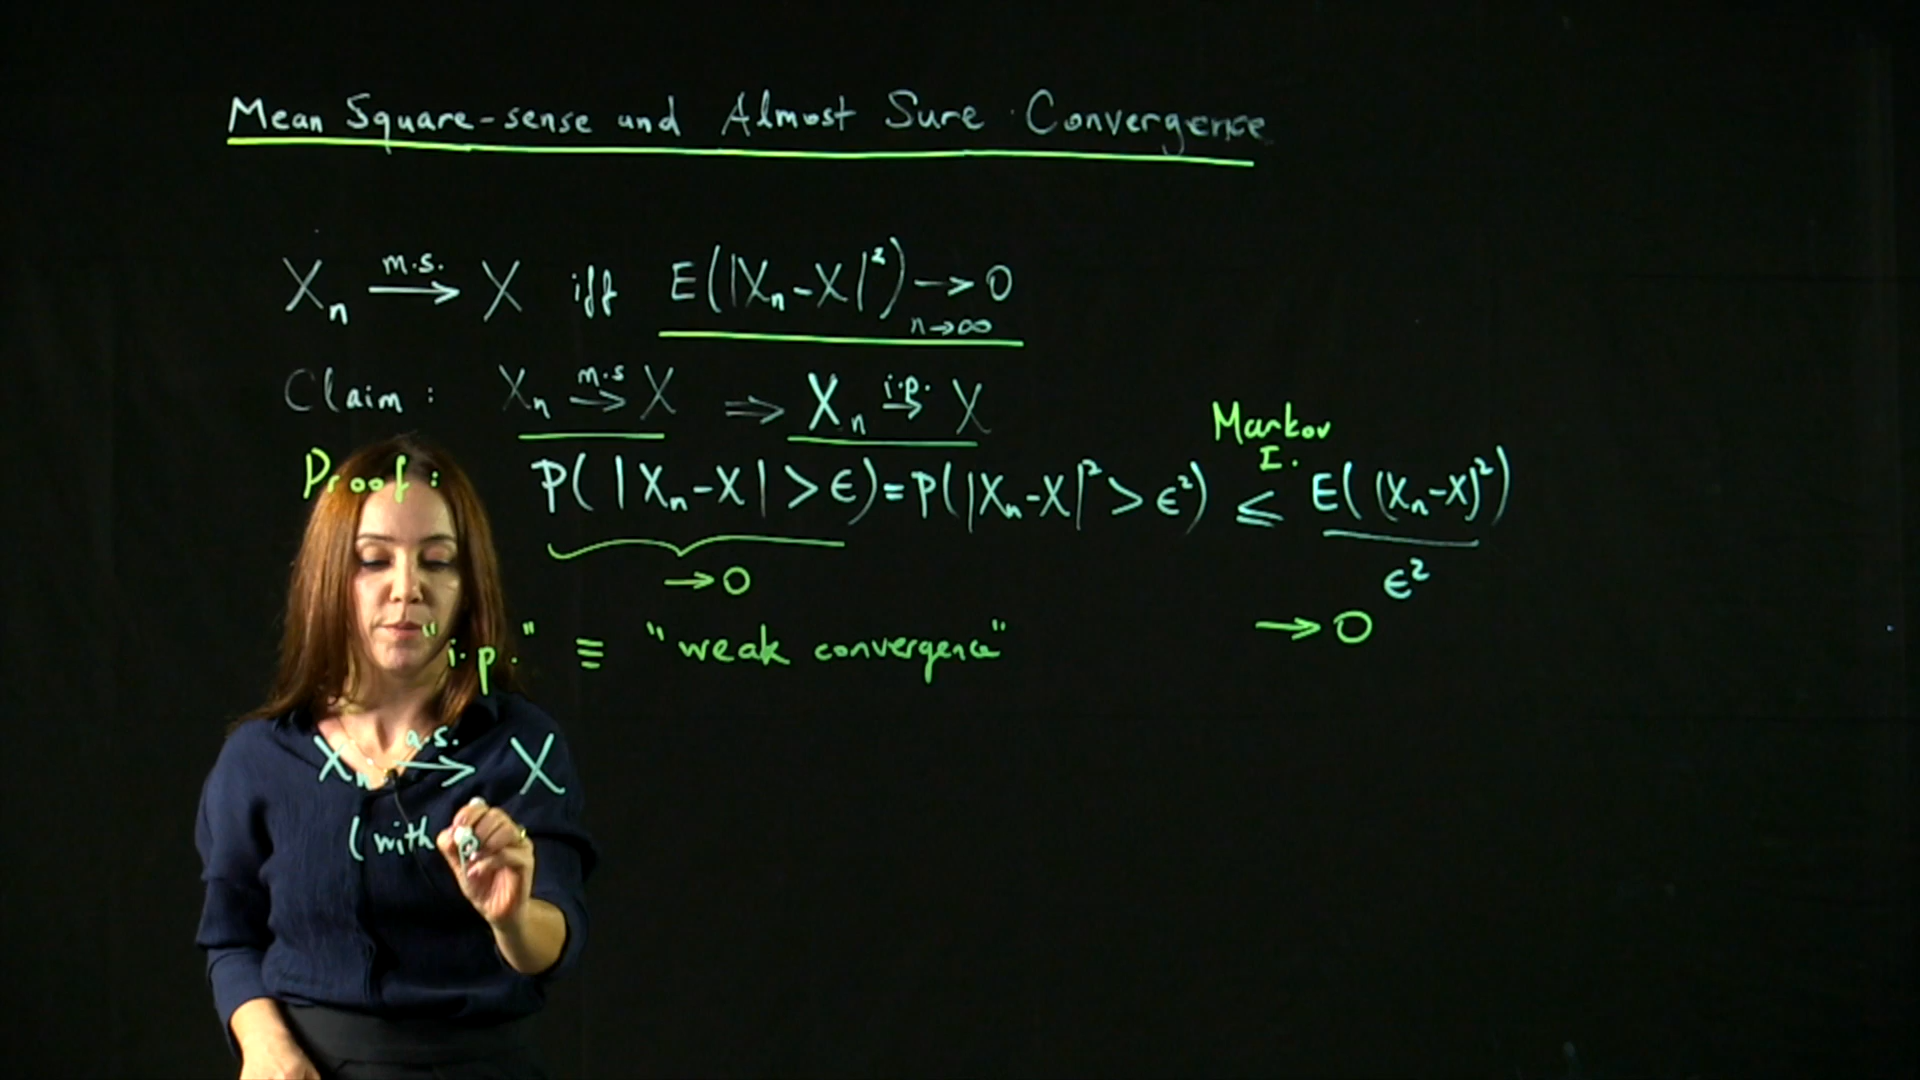 Mean Square-sense and Almost Sure Convergence
Xₙ →m.s. X iff E(|Xₙ-X|²) → 0
n→∞
Claim: Xₙ →m.s X ⇒ Xₙ →i.p. X
Markov
I.
Proof: P(|Xₙ-X| > ϵ) = P(|Xₙ-X|² > ϵ²) ≤ E((Xₙ-X)²)
ϵ²
→ 0
→ 0
"i.p." ≡ "weak convergence"
Xₙ →a.s. X
(with